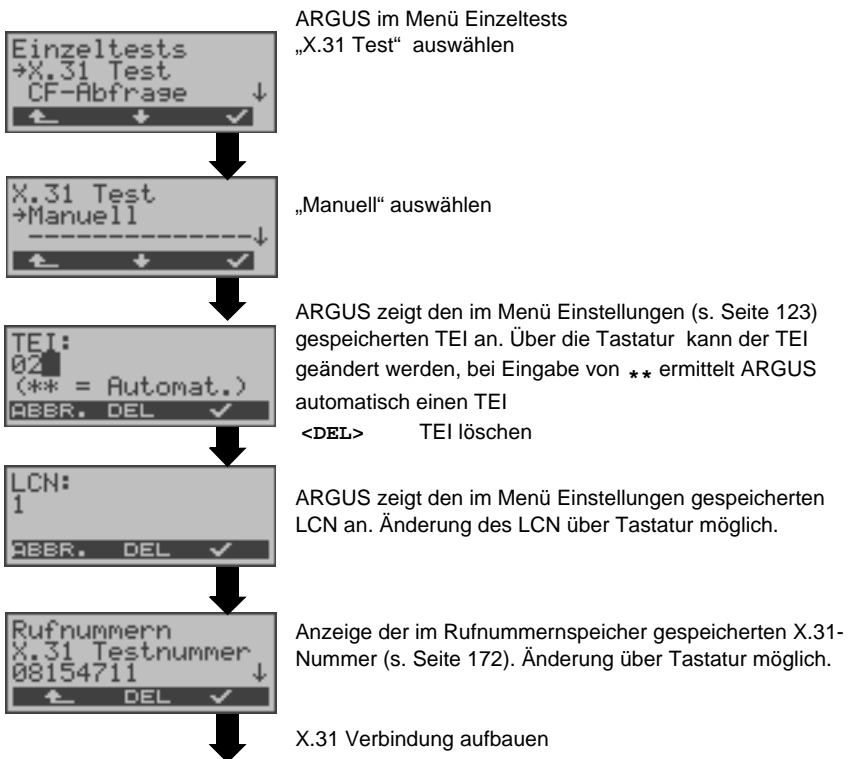 ARGUS im Menü Einzeltests
„X.31 Test“ auswählen
Einzeltests
→X.31 Test
CF-Abfrage ↓
X.31 Test
→Manuell
---------------↓
„Manuell“ auswählen
ARGUS zeigt den im Menü Einstellungen (s. Seite 123)
gespeicherten TEI an. Über die Tastatur kann der TEI
geändert werden, bei Eingabe von ** ermittelt ARGUS
automatisch einen TEI
<DEL> TEI löschen
TEI:
02
(** = Automat.)
ABBR. DEL ✓
LCN:
1
ABBR. DEL ✓
ARGUS zeigt den im Menü Einstellungen gespeicherten
LCN an. Änderung des LCN über Tastatur möglich.
Rufnummern
X.31 Testnummer
08154711 ↓
DEL ✓
Anzeige der im Rufnummernspeicher gespeicherten X.31-
Nummer (s. Seite 172). Änderung über Tastatur möglich.
X.31 Verbindung aufbauen